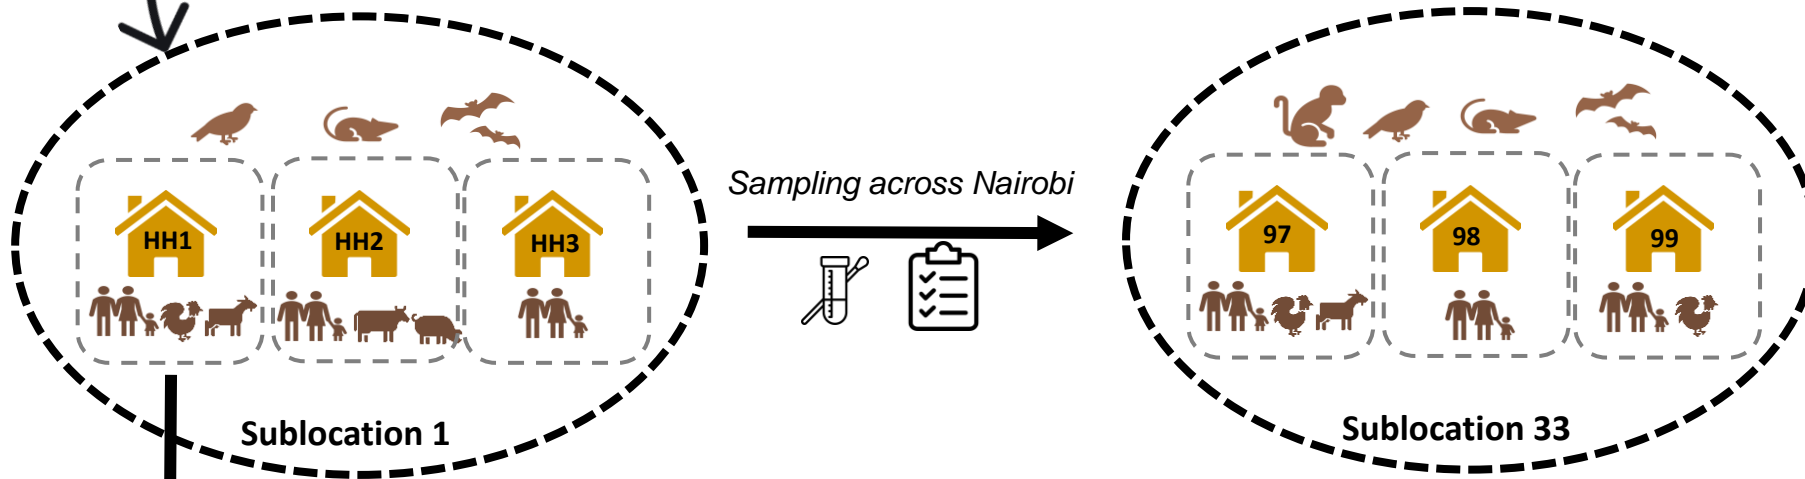 Sampling across Nairobi
HH1
HH2
HH3
97
98
99
Sublocation 1
Sublocation 33